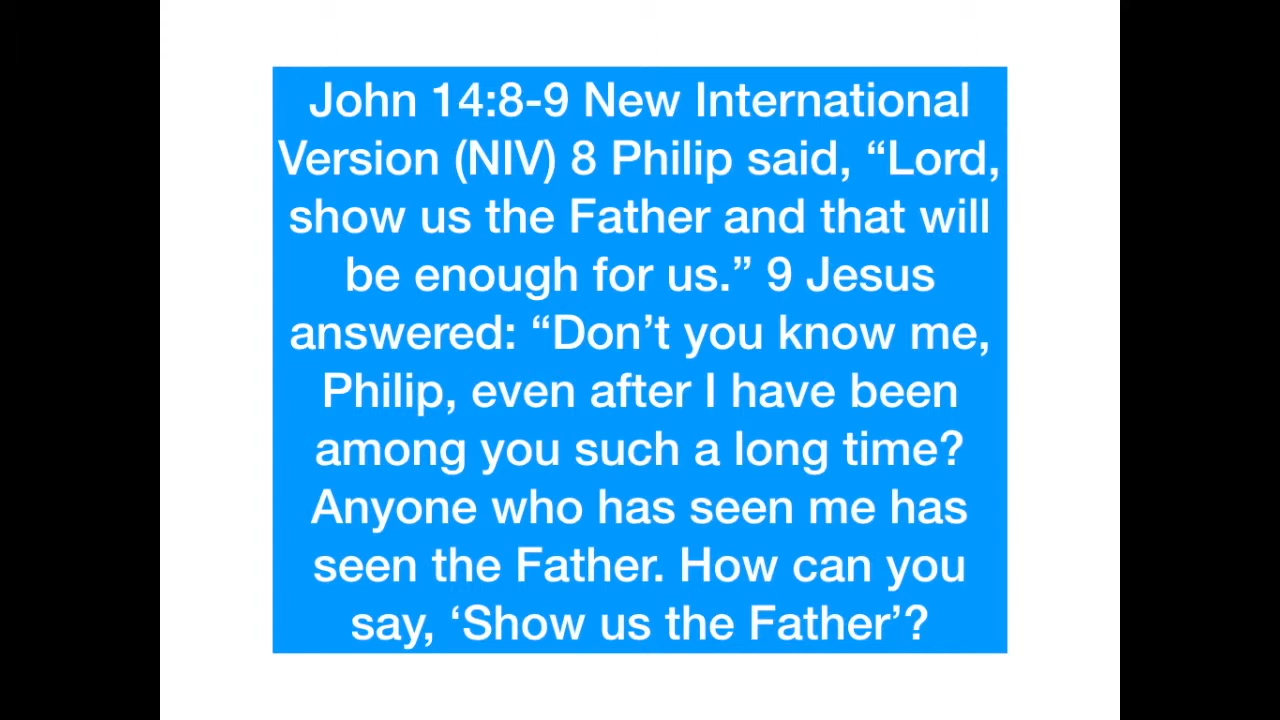 John 14:8-9 New International
Version (NIV) 8 Philip said, “Lord,
show us the Father and that will
be enough for us.” 9 Jesus
answered: “Don’t you know me,
Philip, even after I have been
among you such a long time?
Anyone who has seen me has
seen the Father. How can you
say, ‘Show us the Father’?